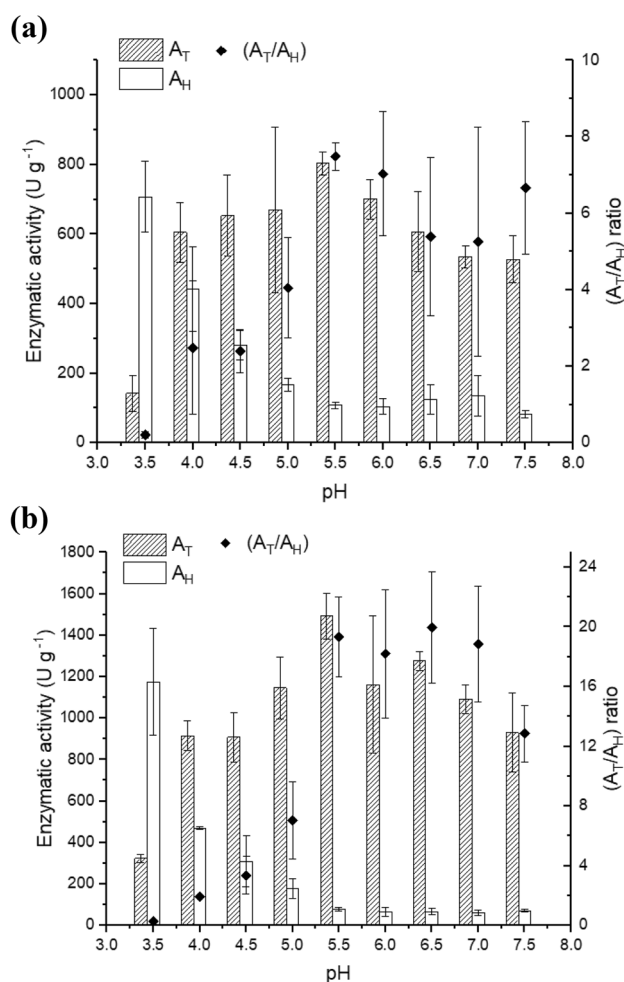 (a)
A_T (A_T/A_H)
A_H
Enzymatic activity (U g⁻¹)
1000
800
600
400
200
0
10
8
6
4
2
0
(A_T/A_H) ratio
3.0 3.5 4.0 4.5 5.0 5.5 6.0 6.5 7.0 7.5 8.0
pH
(b)
A_T (A_T/A_H)
A_H
Enzymatic activity (U g⁻¹)
1800
1600
1400
1200
1000
800
600
400
200
0
24
20
16
12
8
4
0
(A_T/A_H) ratio
3.0 3.5 4.0 4.5 5.0 5.5 6.0 6.5 7.0 7.5 8.0
pH